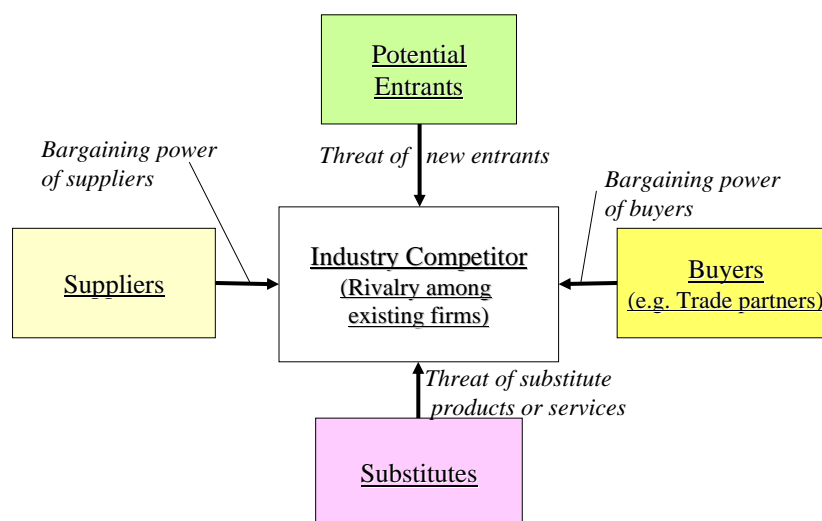 Potential
Entrants
Bargaining power
of suppliers
Threat of new entrants
Bargaining power
of buyers
Suppliers
Industry Competitor
(Rivalry among
existing firms)
Buyers
(e.g. Trade partners)
Threat of substitute
products or services
Substitutes